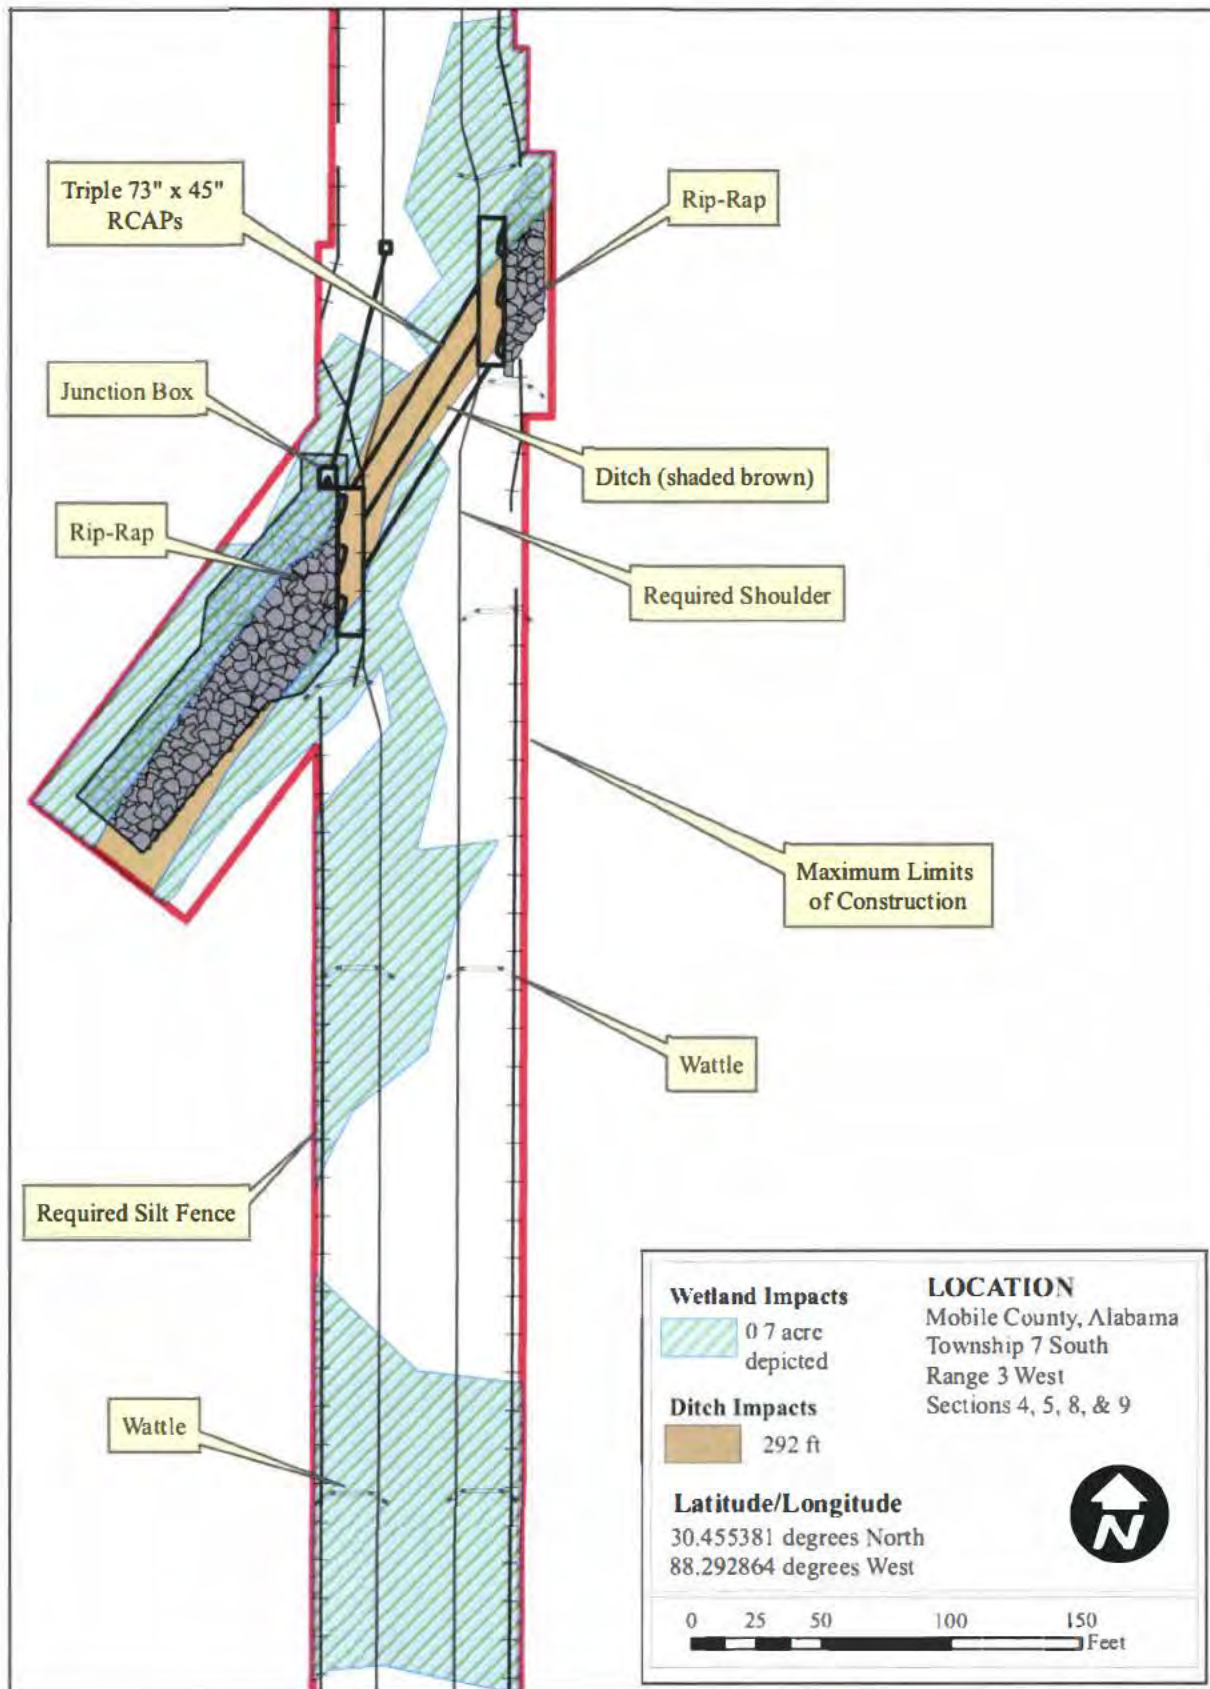 Triple 73" x 45"
RCAPs
Rip-Rap
Junction Box
Ditch (shaded brown)
Rip-Rap
Required Shoulder
Maximum Limits
of Construction
Wattle
Required Silt Fence
Wattle
Wetland Impacts
0 7 acre
depicted
Ditch Impacts
292 ft
Latitude/Longitude
30.455381 degrees North
88.292864 degrees West
LOCATION
Mobile County, Alabama
Township 7 South
Range 3 West
Sections 4, 5, 8, & 9
N
0 25 50 100 150
Feet